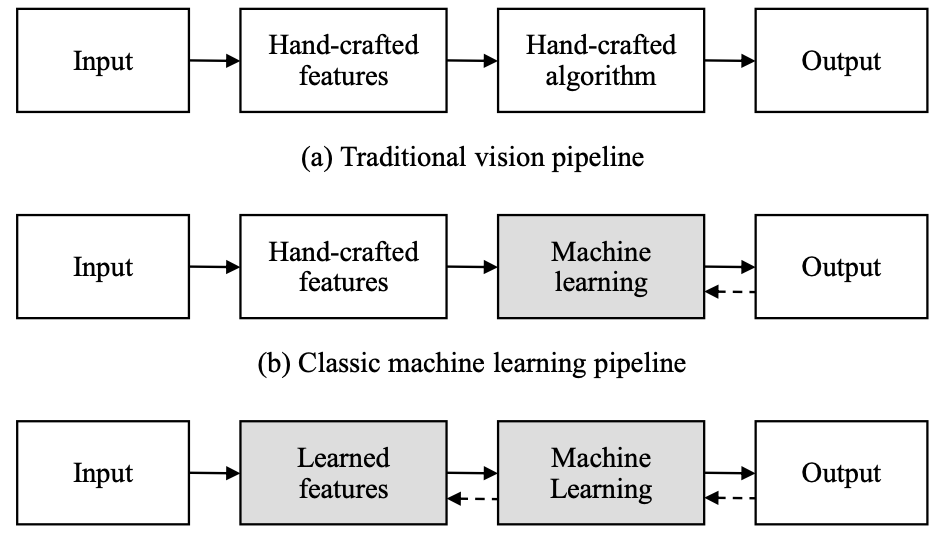 Input
Hand-crafted
features
Hand-crafted
algorithm
Output
(a) Traditional vision pipeline
Input
Hand-crafted
features
Machine
learning
Output
(b) Classic machine learning pipeline
Input
Learned
features
Machine
Learning
Output